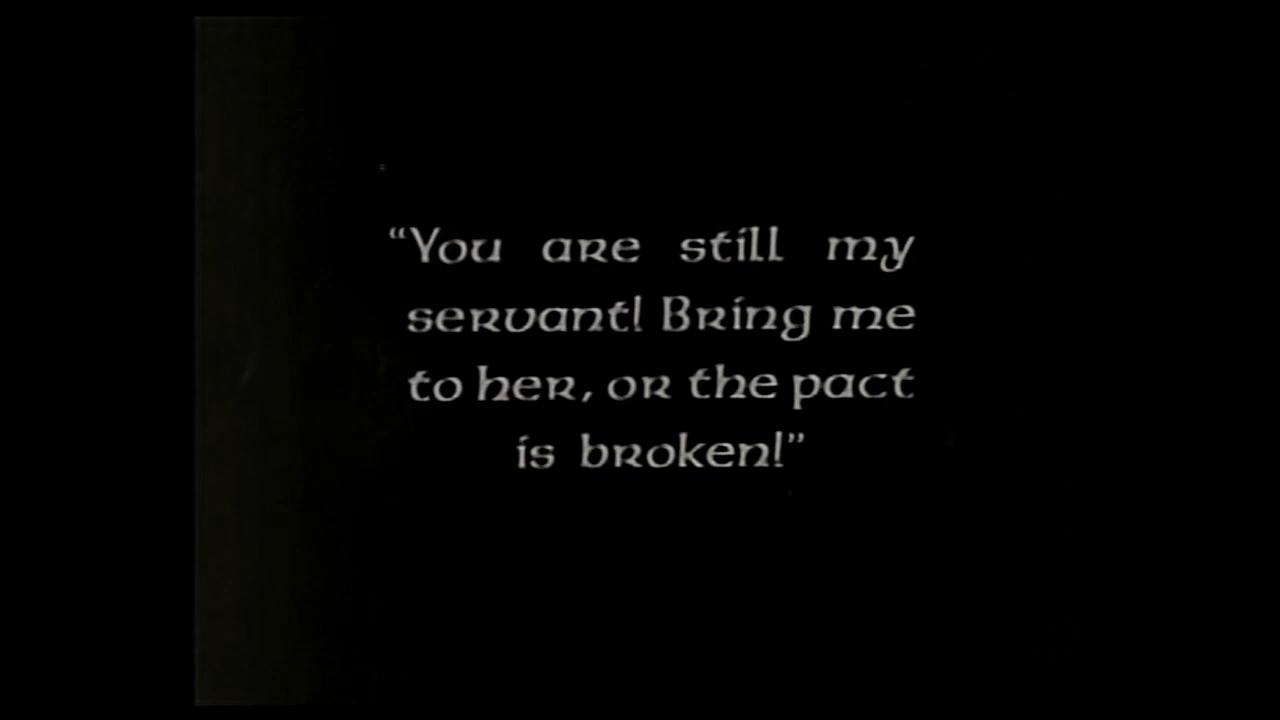 “You are still my
servant! Bring me
to her, or the pact
is broken!”